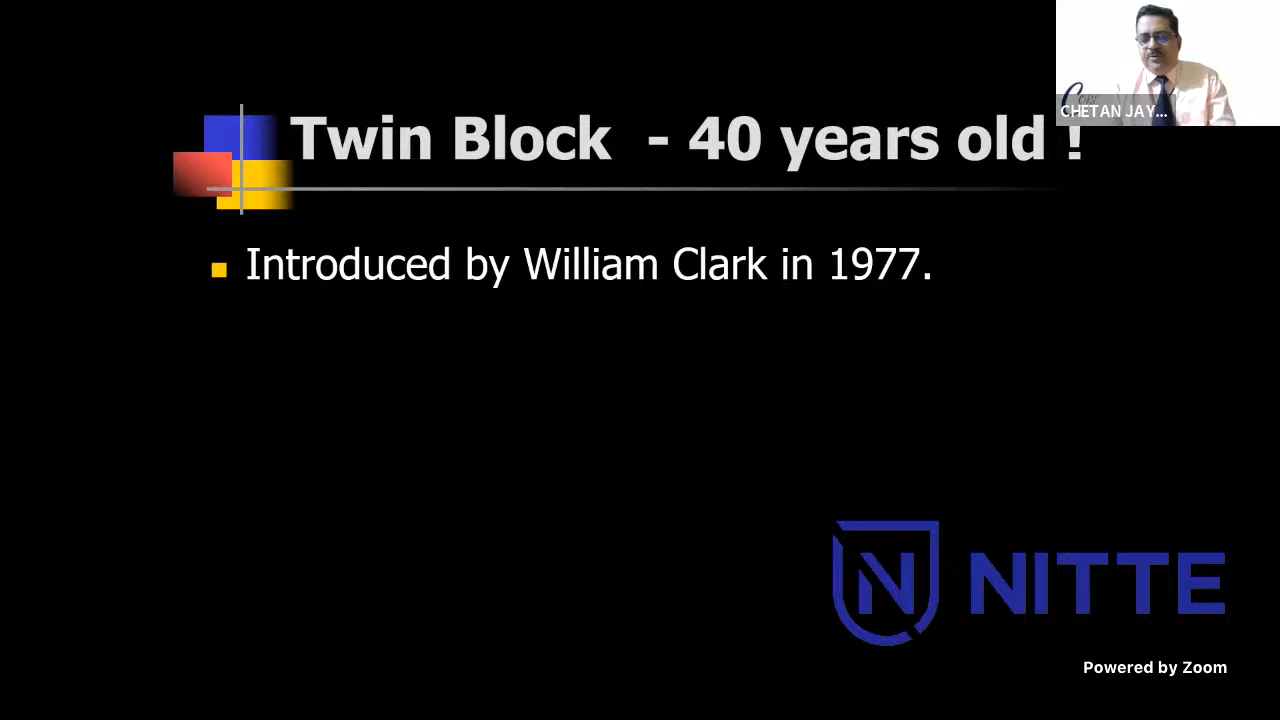 CHETAN JAY...
Twin Block - 40 years old !
Introduced by William Clark in 1977.
N NITTE
Powered by Zoom